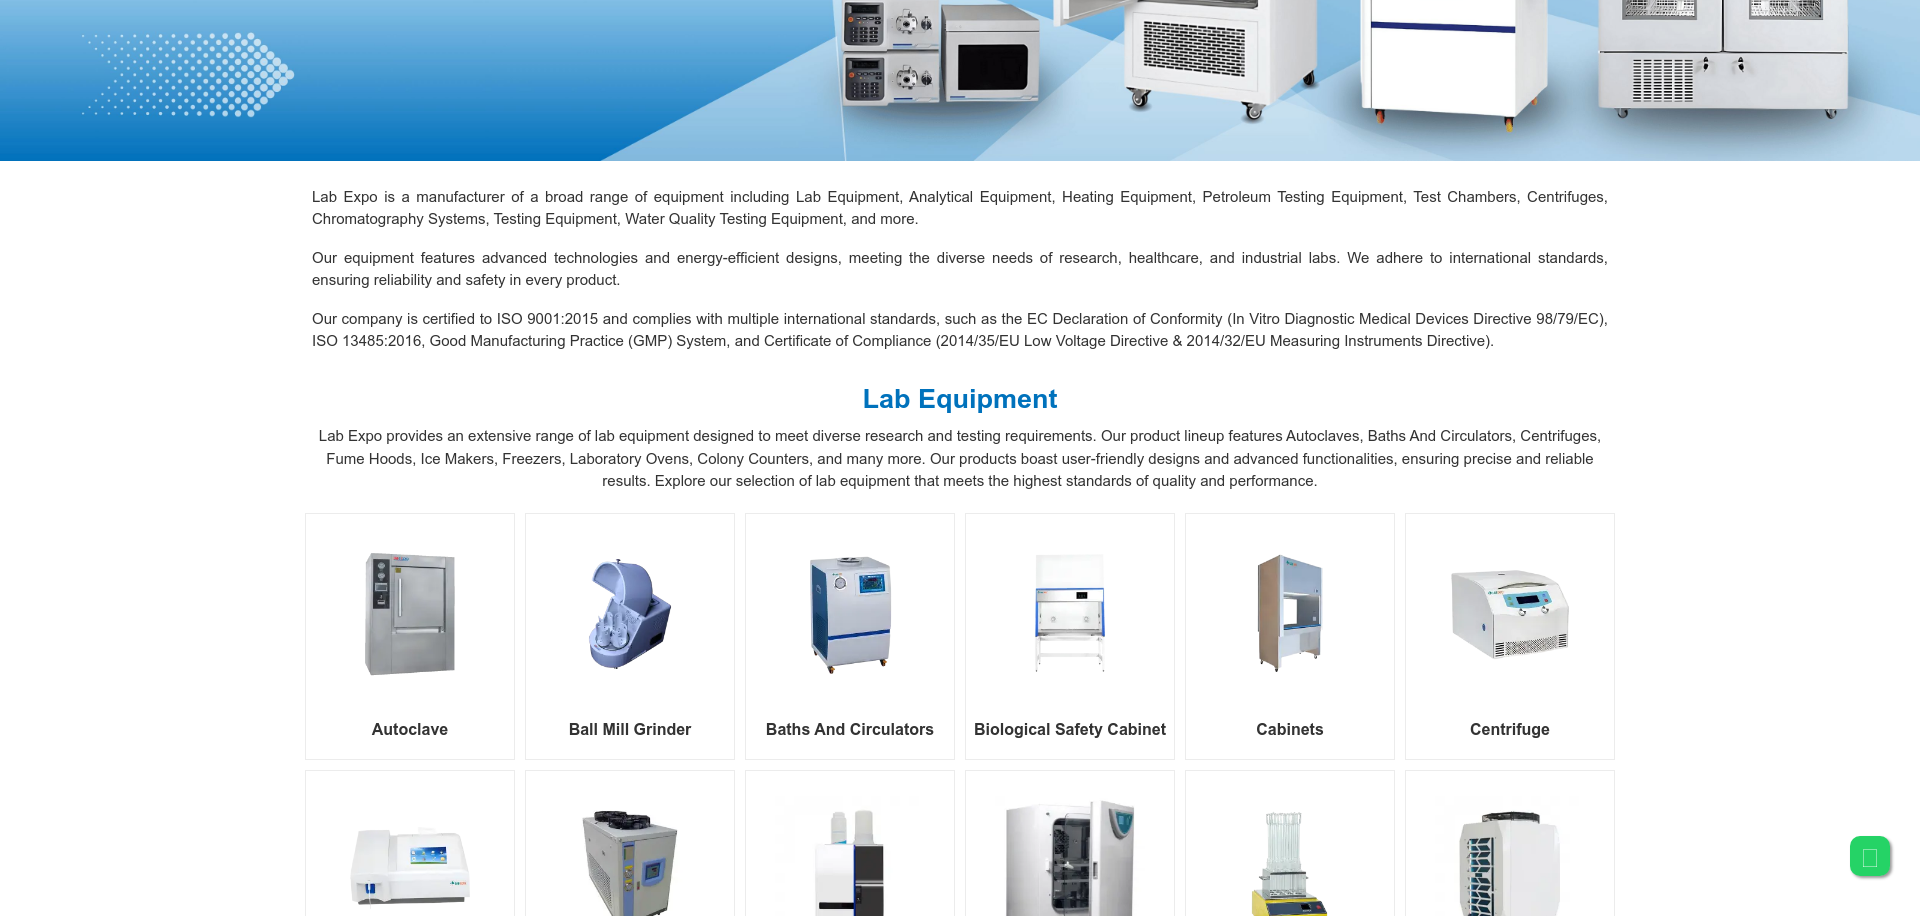 Lab Expo is a manufacturer of a broad range of equipment including Lab Equipment, Analytical Equipment, Heating Equipment, Petroleum Testing Equipment, Test Chambers, Centrifuges,
Chromatography Systems, Testing Equipment, Water Quality Testing Equipment, and more.
Our equipment features advanced technologies and energy-efficient designs, meeting the diverse needs of research, healthcare, and industrial labs. We adhere to international standards,
ensuring reliability and safety in every product.
Our company is certified to ISO 9001:2015 and complies with multiple international standards, such as the EC Declaration of Conformity (In Vitro Diagnostic Medical Devices Directive 98/79/EC),
ISO 13485:2016, Good Manufacturing Practice (GMP) System, and Certificate of Compliance (2014/35/EU Low Voltage Directive & 2014/32/EU Measuring Instruments Directive).
Lab Equipment
Lab Expo provides an extensive range of lab equipment designed to meet diverse research and testing requirements. Our product lineup features Autoclaves, Baths And Circulators, Centrifuges,
Fume Hoods, Ice Makers, Freezers, Laboratory Ovens, Colony Counters, and many more. Our products boast user-friendly designs and advanced functionalities, ensuring precise and reliable
results. Explore our selection of lab equipment that meets the highest standards of quality and performance.
Autoclave
Ball Mill Grinder
Baths And Circulators
Biological Safety Cabinet
Cabinets
Centrifuge